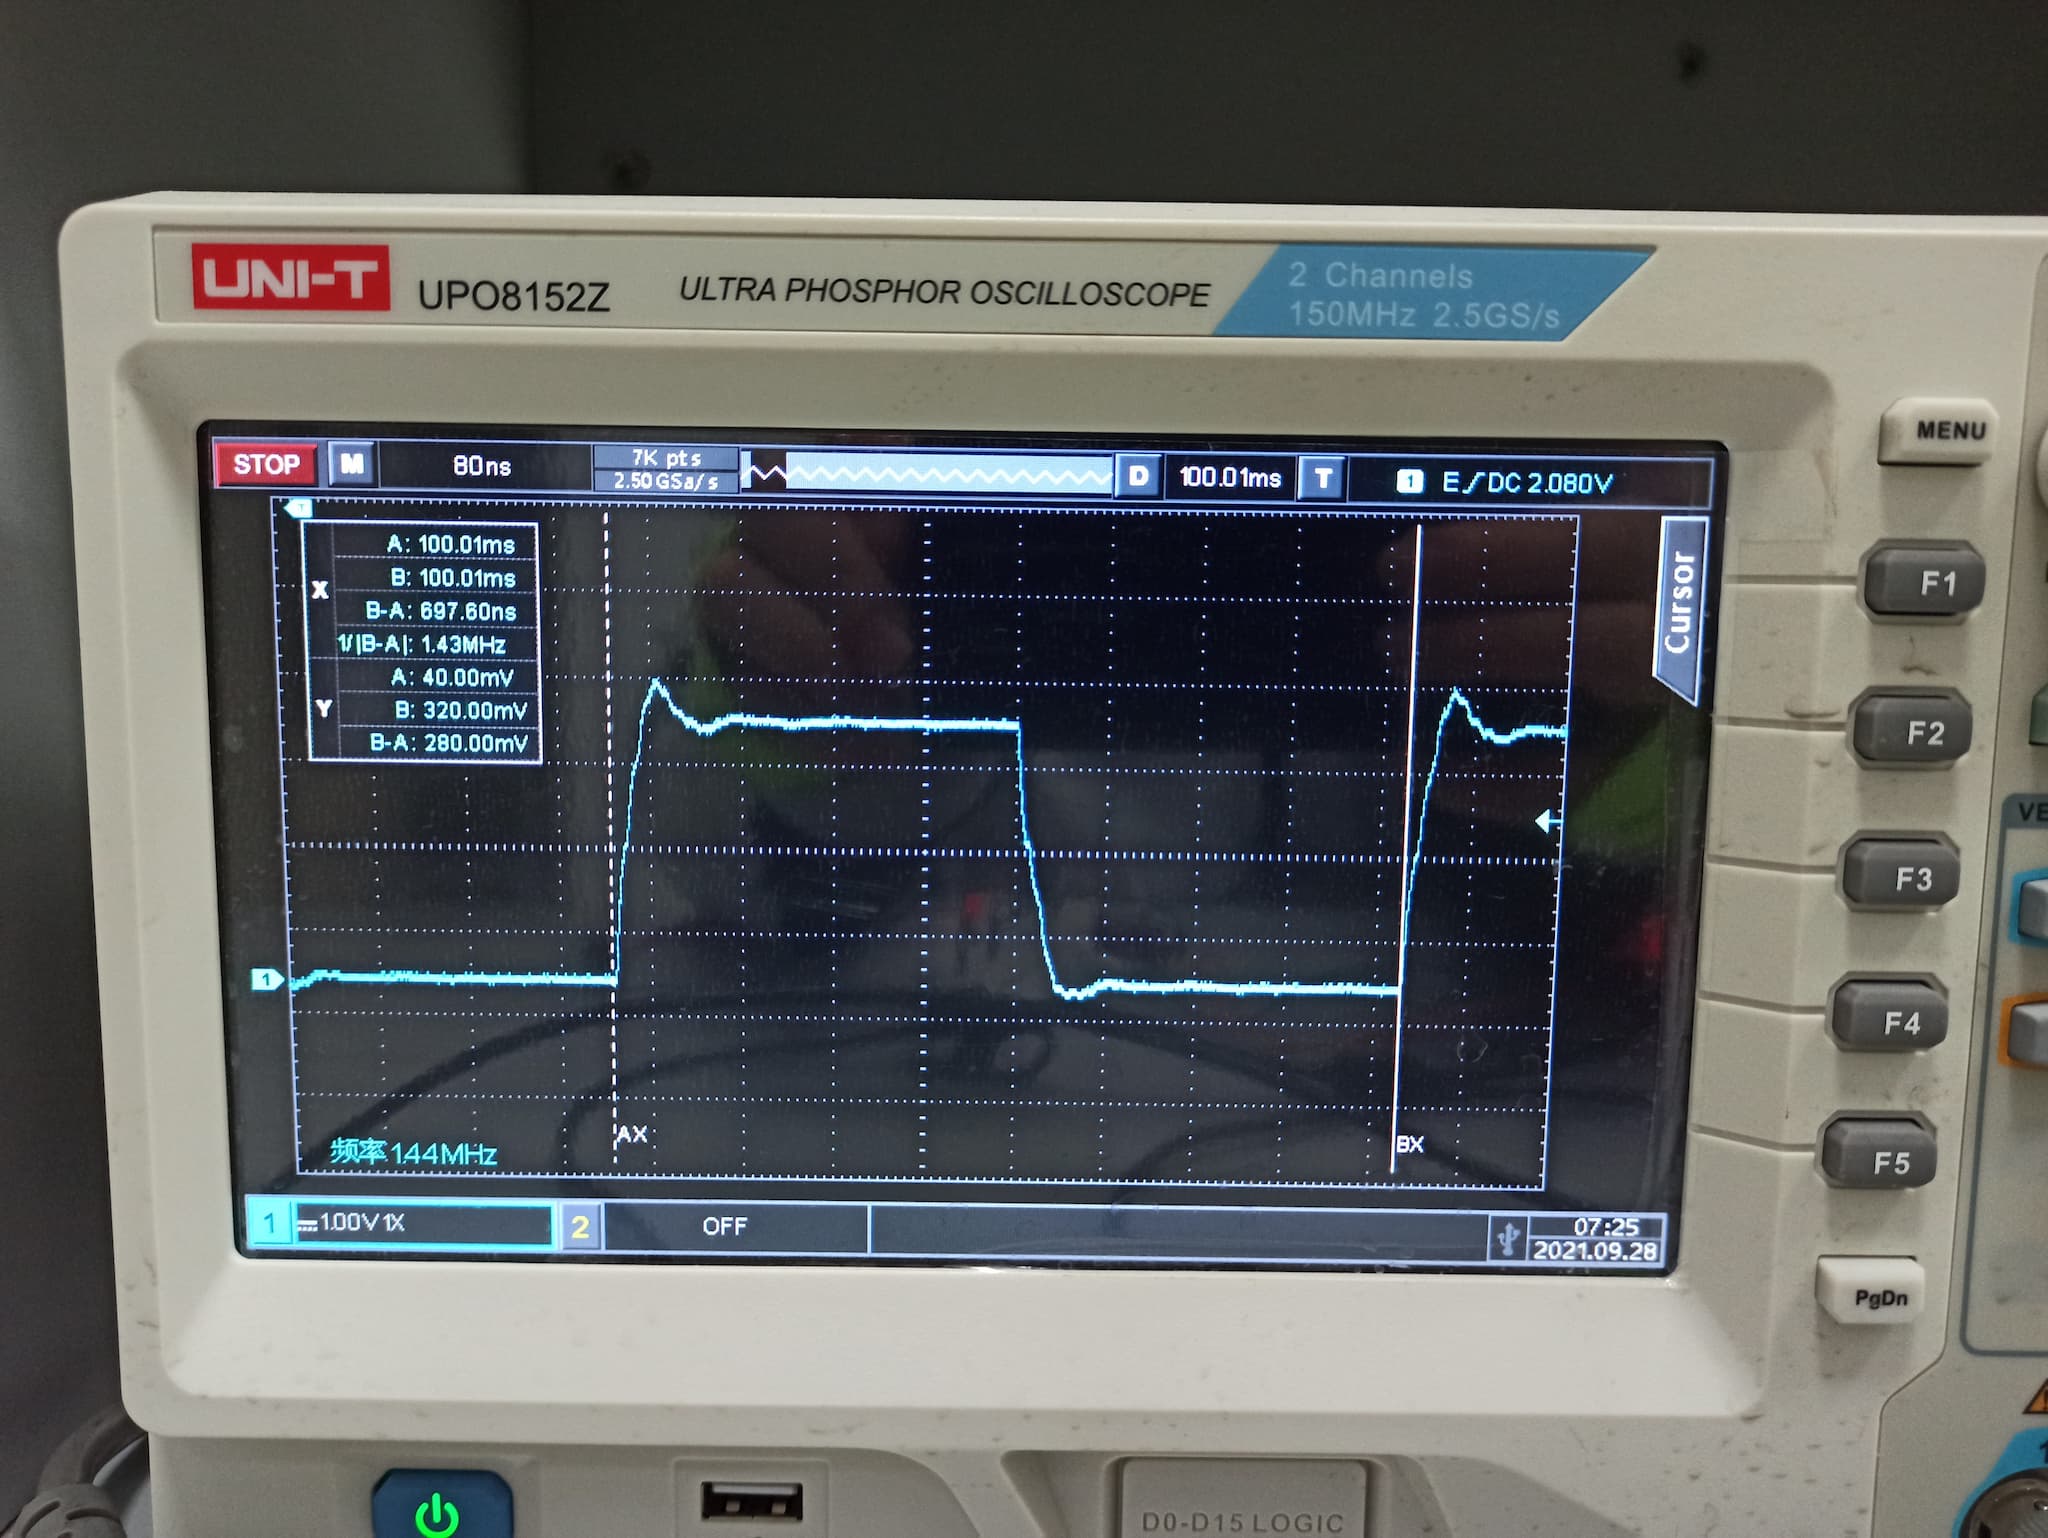 UNI-T UPO8152Z ULTRA PHOSPHOR OSCILLOSCOPE
2 Channels
150MHz 2.5GS/s
MENU
STOP M 80ns 7K pts D 100.01ms T 1 E DC 2.080V
2.50GSa/s
T
X
A: 100.01ms
B: 100.01ms
B-A: 697.60ns
1/|B-A|: 1.43MHz
Y
A: 40.00mV
B: 320.00mV
B-A: 280.00mV
Cursor
F1
F2
F3
F4
F5
1
AX
BX
频率 1.44MHz
1 1.00V 1X 2 OFF
07:25
2021.09.28
PgDn
D0-D15 LOGIC